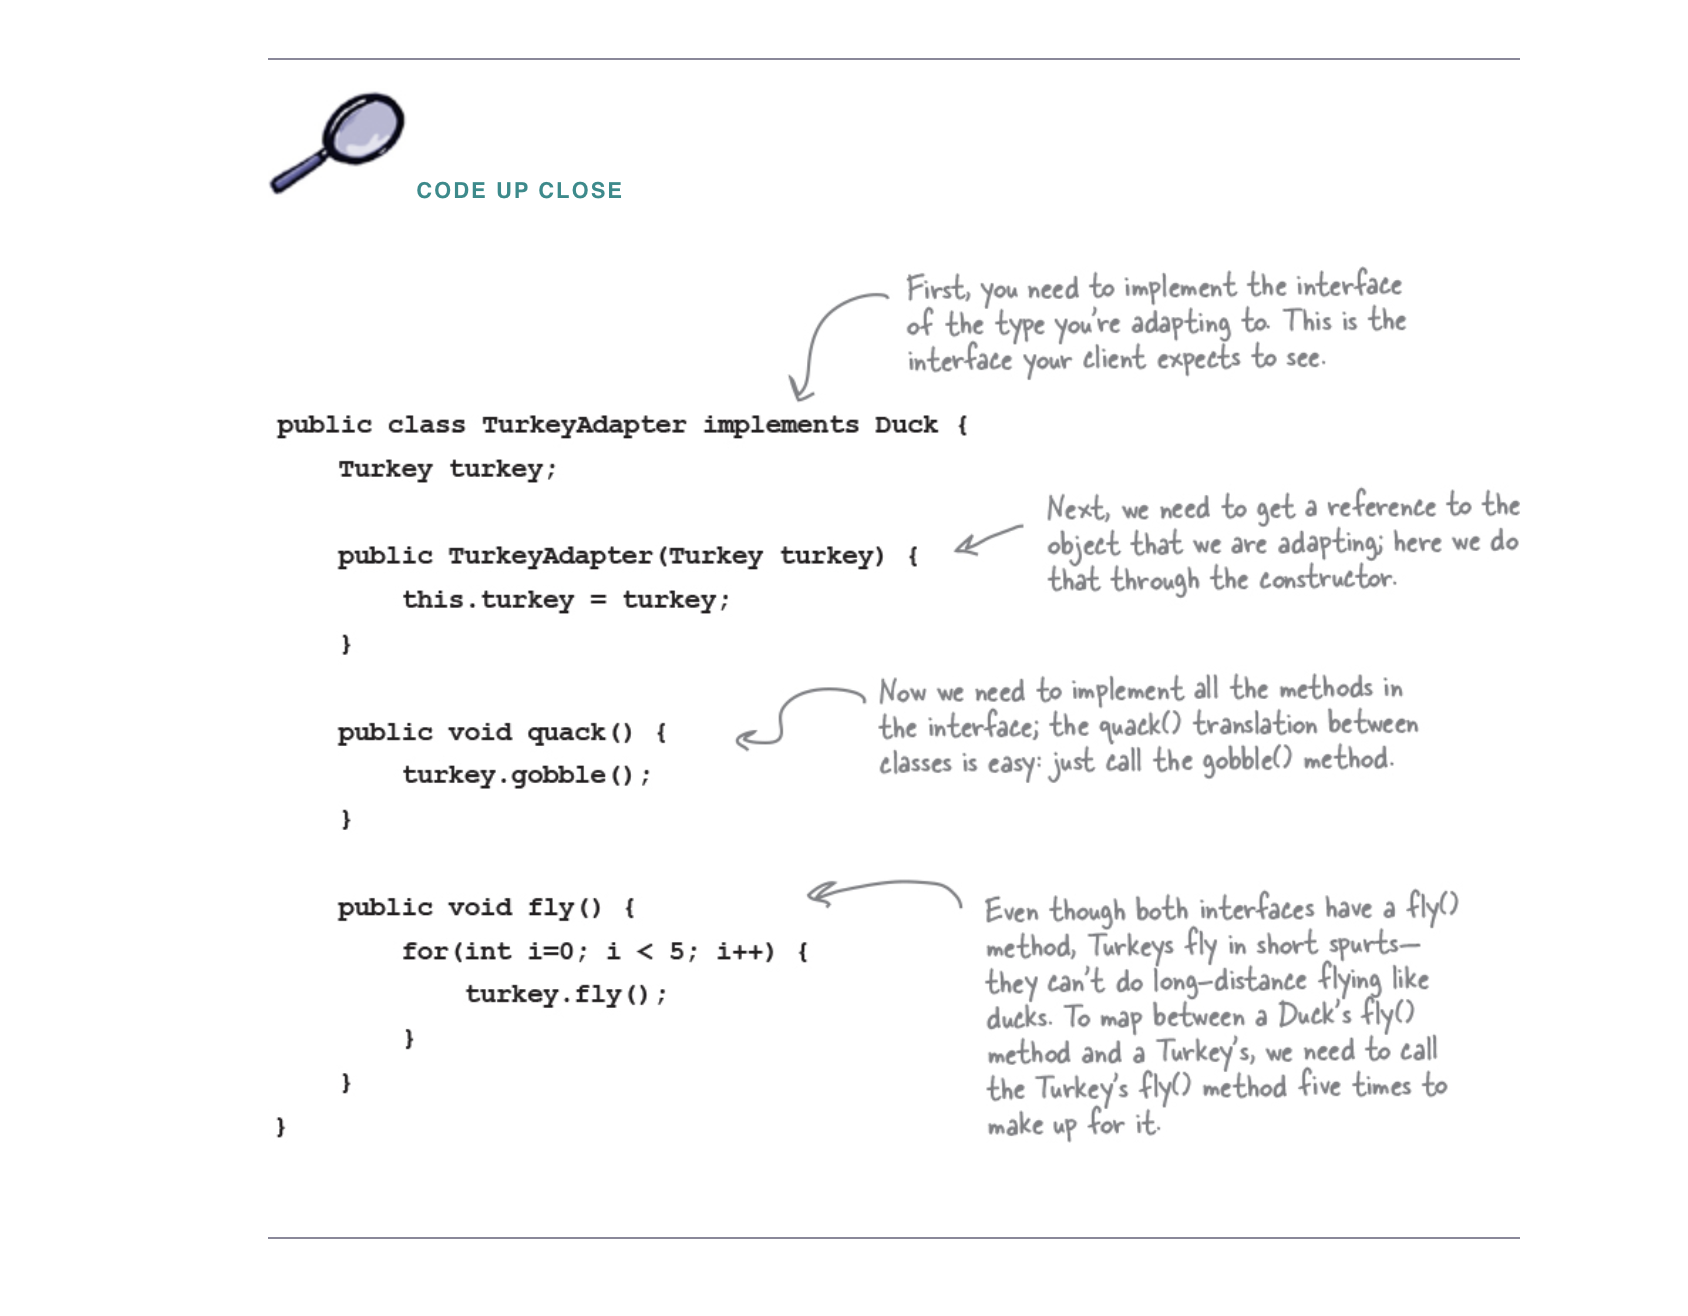 CODE UP CLOSE
First, you need to implement the interface
of the type you're adapting to. This is the
interface your client expects to see.
public class TurkeyAdapter implements Duck {
Turkey turkey;
Next, we need to get a reference to the
object that we are adapting; here we do
that through the constructor.
public TurkeyAdapter(Turkey turkey) {
this.turkey = turkey;
}
Now we need to implement all the methods in
the interface; the quack() translation between
classes is easy: just call the gobble() method.
public void quack() {
turkey.gobble();
}
public void fly() {
for(int i=0; i < 5; i++) {
turkey.fly();
}
}
}
Even though both interfaces have a fly()
method, Turkeys fly in short spurts—
they can't do long-distance flying like
ducks. To map between a Duck's fly()
method and a Turkey's, we need to call
the Turkey's fly() method five times to
make up for it.